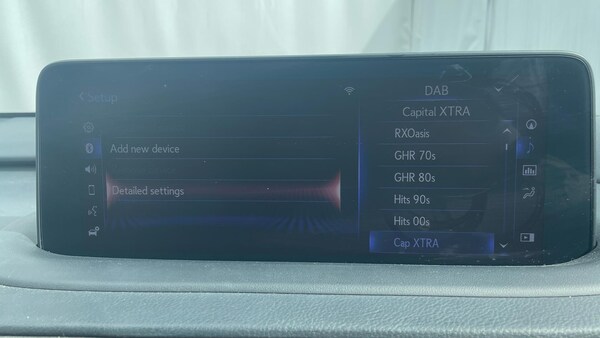 Setup
Add new device
Detailed settings
DAB
Capital XTRA
RXOasis
GHR 70s
GHR 80s
Hits 90s
Hits 00s
Cap XTRA